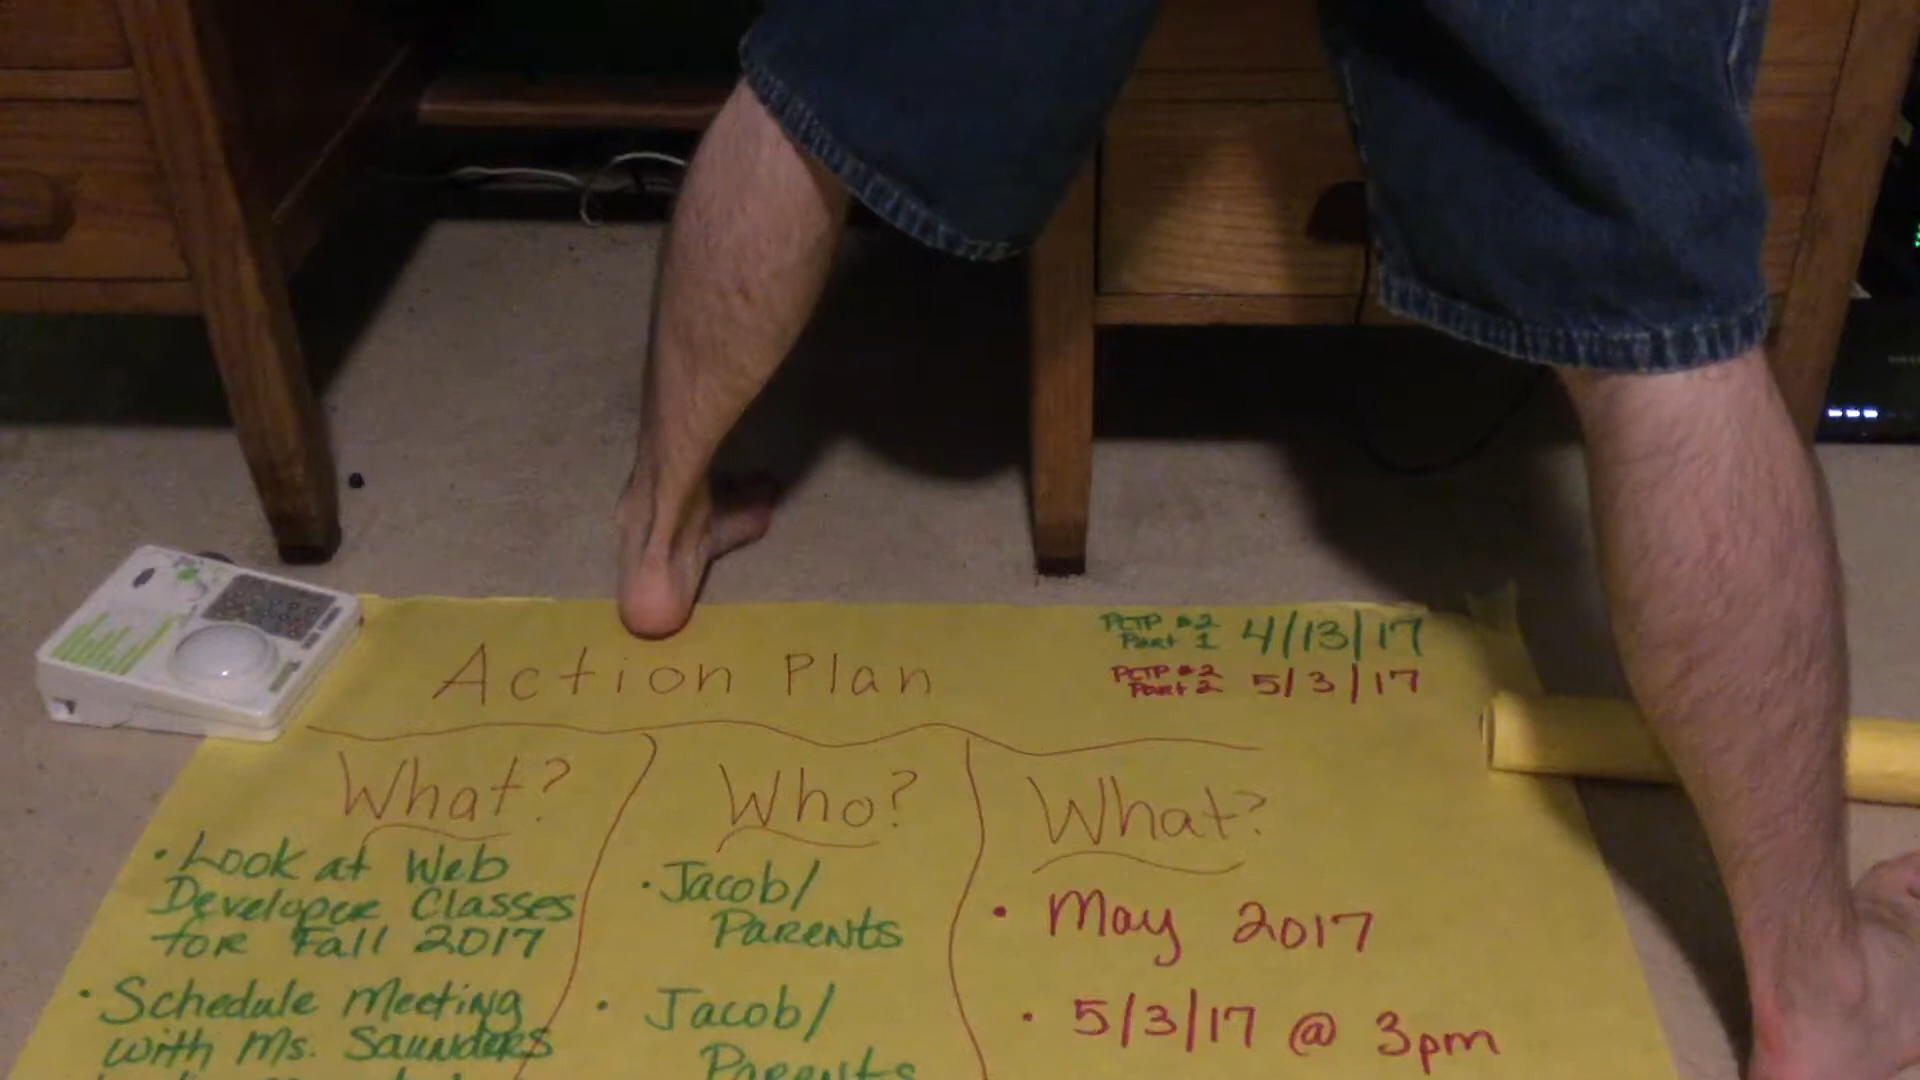 PCTP #2
Part 1 4/13/17
Action Plan
PCTP #2
Part 2 5/3/17
What? Who? What?
• Look at Web
Developer Classes
for Fall 2017
• Jacob/
Parents
• May 2017
• Schedule Meeting
with Ms. Saunders
• Jacob/
Parents
• 5/3/17 @ 3pm